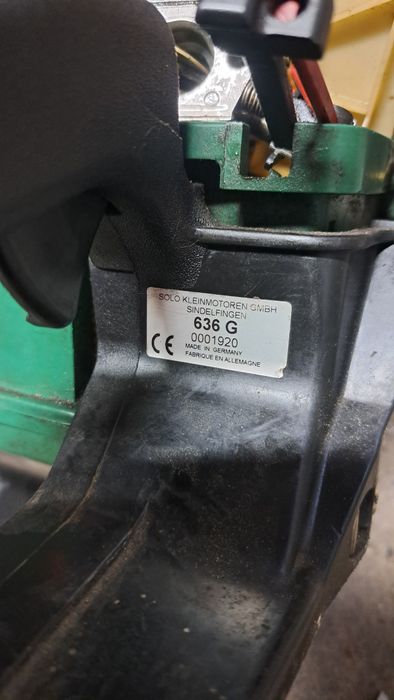 SOLO KLEINMOTOREN GMBH
SINDELFINGEN
636 G
0001920
CE MADE IN GERMANY
FABRIQUE EN ALLEMAGNE